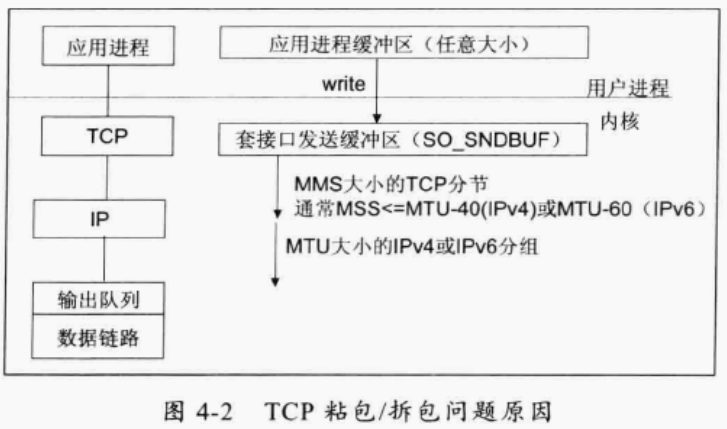 应用进程
应用进程缓冲区（任意大小）
write
用户进程
内核
TCP
套接口发送缓冲区（SO_SNDBUF）
MMS大小的TCP分节
通常MSS<=MTU-40(IPv4)或MTU-60（IPv6）
IP
MTU大小的IPv4或IPv6分组
输出队列
数据链路
图 4-2 TCP 粘包/拆包问题原因